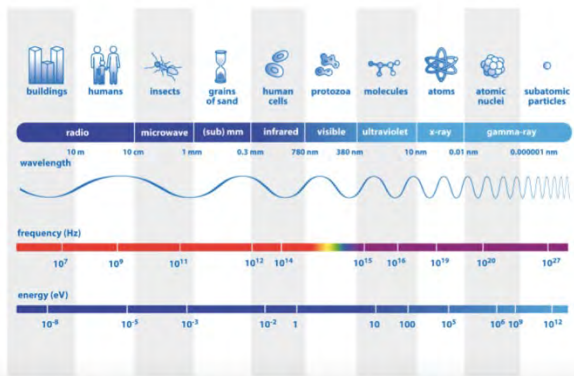 buildings humans insects grains of sand human cells protozoa molecules atoms atomic nuclei subatomic particles
radio microwave (sub) mm infrared visible ultraviolet x-ray gamma-ray
10 m 10 cm 1 mm 0.3 mm 780 nm 380 nm 10 nm 0.01 nm 0.000001 nm
wavelength
frequency (Hz)
10⁷ 10⁹ 10¹¹ 10¹² 10¹⁴ 10¹⁵ 10¹⁶ 10¹⁹ 10²⁰ 10²⁷
energy (eV)
10⁻⁸ 10⁻⁵ 10⁻³ 10⁻² 1 10 100 10⁵ 10⁶ 10⁹ 10¹²